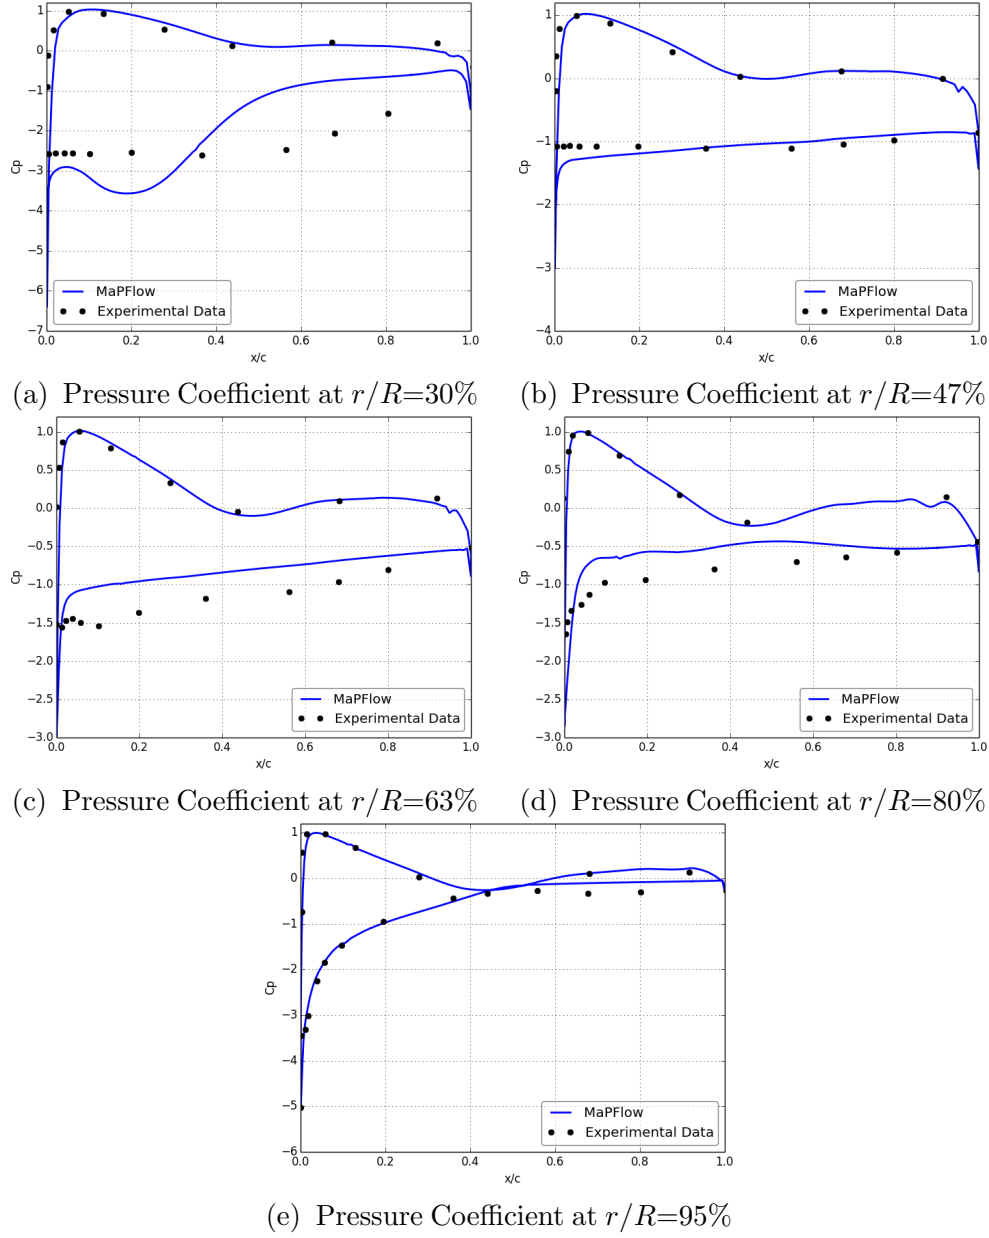 1
0
−1
−2
−3
−4
−5
−6
−7
Cp
0.0 0.2 0.4 0.6 0.8 1.0
x/c
MaPFlow
Experimental Data
(a) Pressure Coefficient at r/R=30%
1
0
−1
−2
−3
−4
Cp
0.0 0.2 0.4 0.6 0.8 1.0
x/c
MaPFlow
Experimental Data
(b) Pressure Coefficient at r/R=47%
1.0
0.5
0.0
−0.5
−1.0
−1.5
−2.0
−2.5
−3.0
Cp
0.0 0.2 0.4 0.6 0.8 1.0
x/c
MaPFlow
Experimental Data
(c) Pressure Coefficient at r/R=63%
1.0
0.5
0.0
−0.5
−1.0
−1.5
−2.0
−2.5
−3.0
Cp
0.0 0.2 0.4 0.6 0.8 1.0
x/c
MaPFlow
Experimental Data
(d) Pressure Coefficient at r/R=80%
1
0
−1
−2
−3
−4
−5
−6
Cp
0.0 0.2 0.4 0.6 0.8 1.0
x/c
MaPFlow
Experimental Data
(e) Pressure Coefficient at r/R=95%